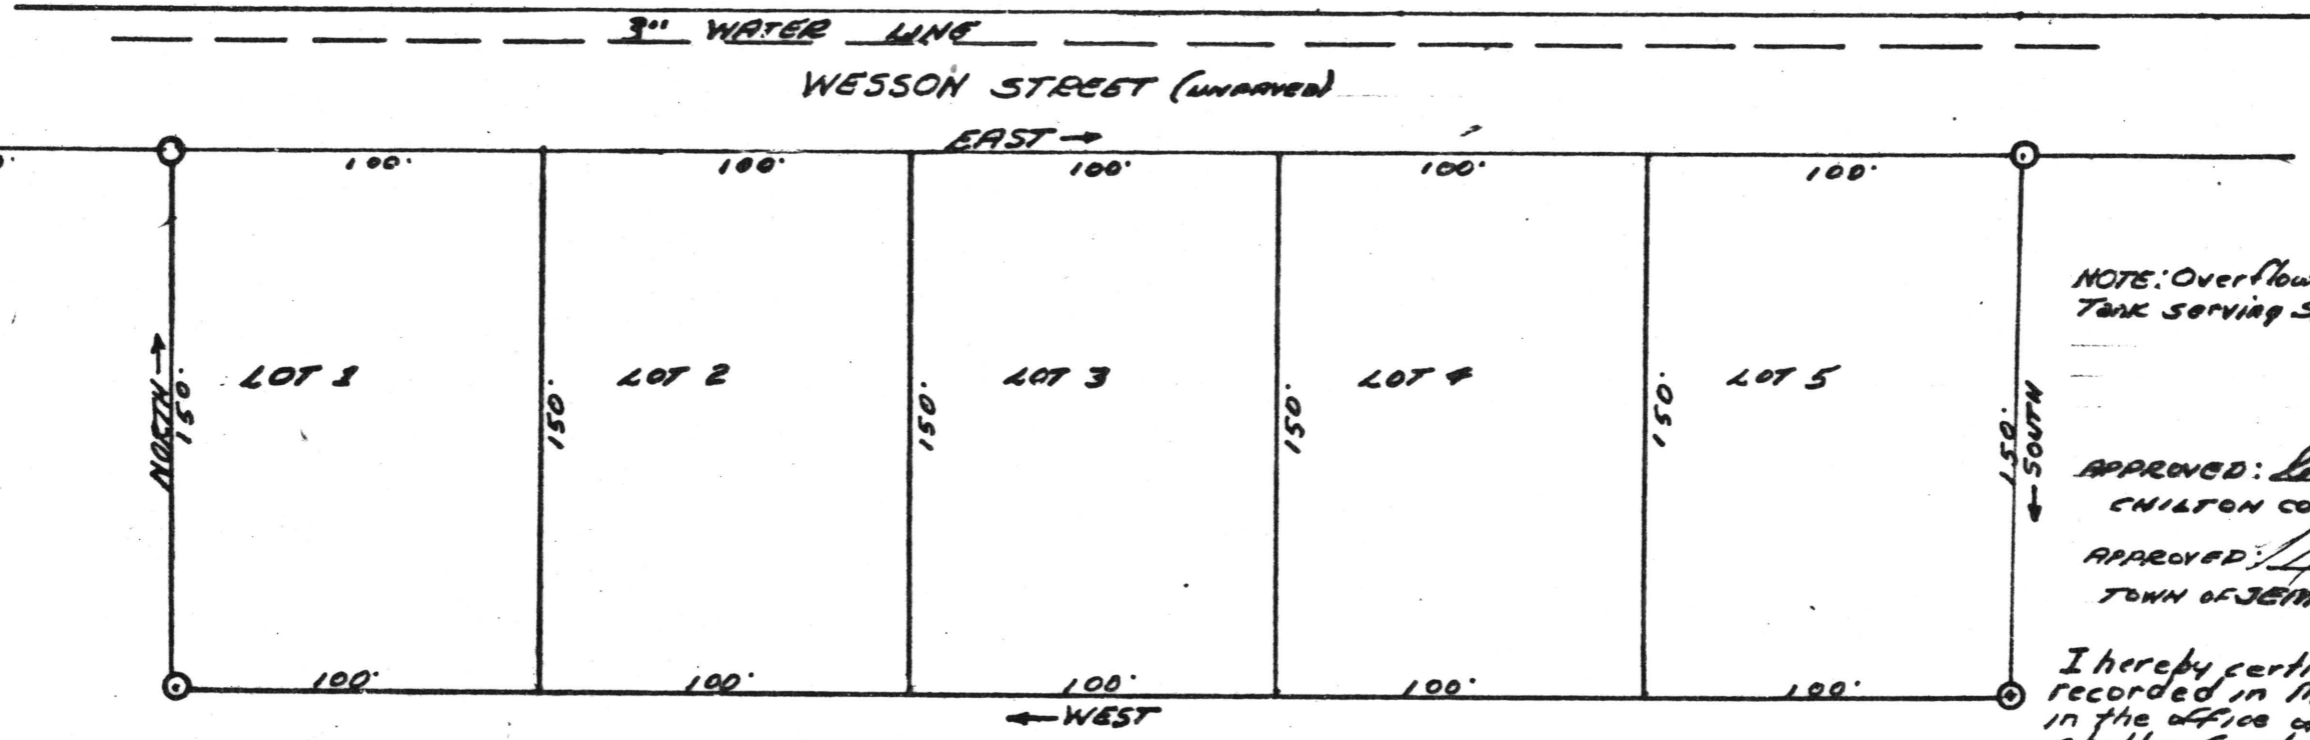 3" WATER LINE
WESSON STREET (UNPAVED)
EAST →
100' 100' 100' 100' 100'
NOTE: Overflow
Tank serving S
NORTH →
150'
LOT 1
150'
LOT 2
150'
LOT 3
150'
LOT 4
150'
LOT 5
150'
← SOUTH
APPROVED:
CHILTON CO
APPROVED:
TOWN OF JEM
100' 100' 100' 100' 100'
← WEST
I hereby certi
recorded in
in the office